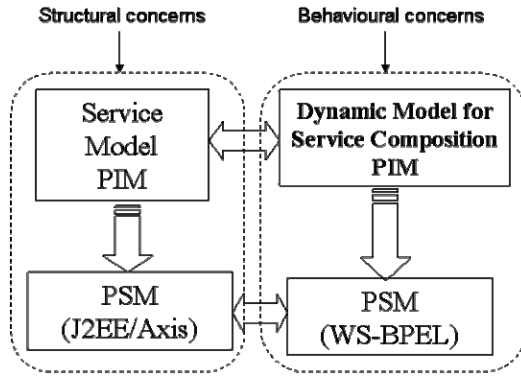 Structural concerns
Behavioural concerns
Service
Model
PIM
Dynamic Model for
Service Composition
PIM
PSM
(J2EE/Axis)
PSM
(WS-BPEL)